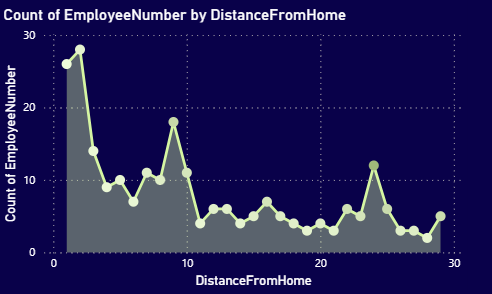 Count of EmployeeNumber by DistanceFromHome
30
20
10
0
Count of EmployeeNumber
0 10 20 30
DistanceFromHome